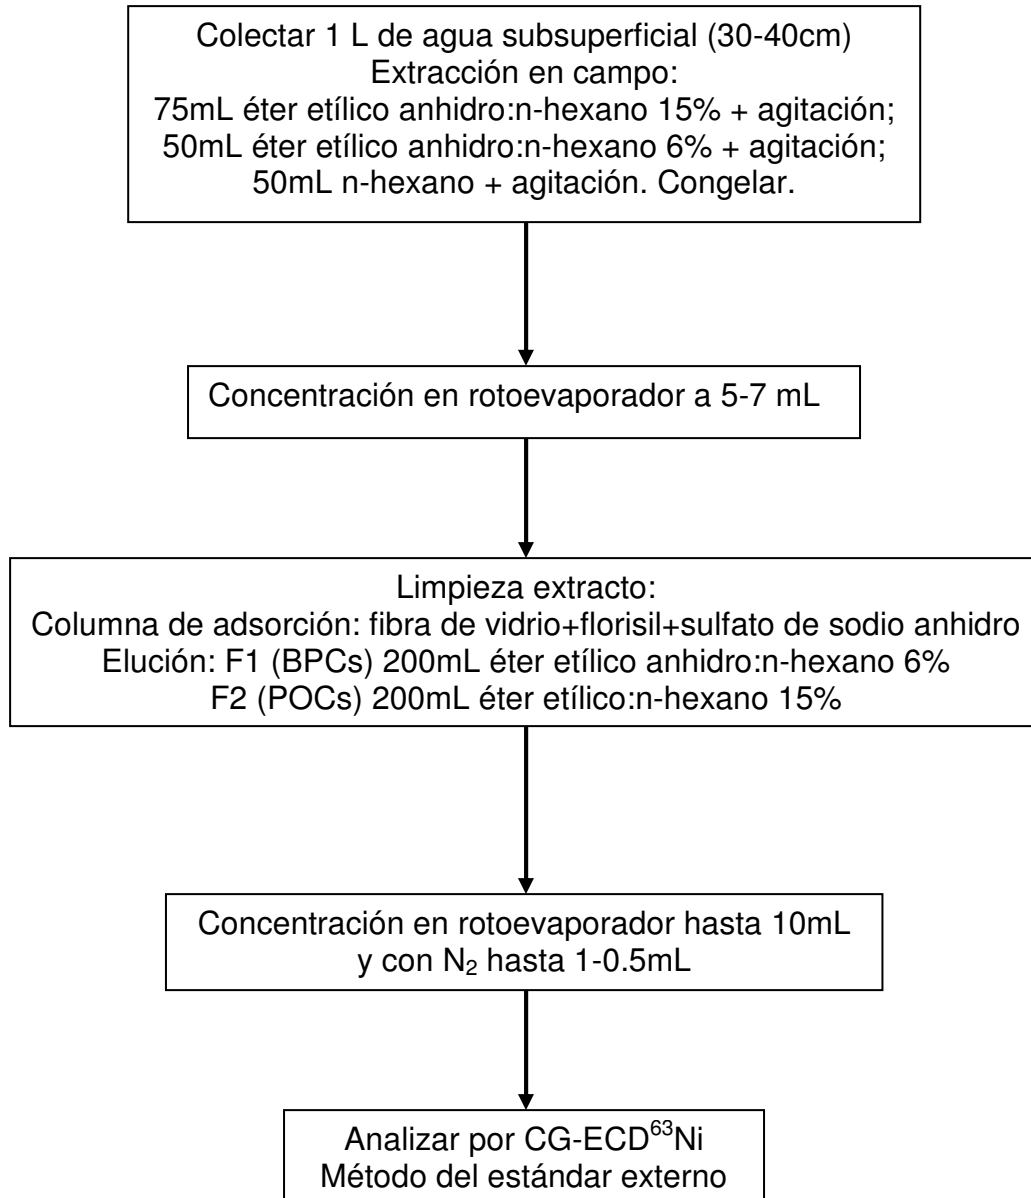 Colectar 1 L de agua subsuperficial (30-40cm)
Extracción en campo:
75mL éter etílico anhidro:n-hexano 15% + agitación;
50mL éter etílico anhidro:n-hexano 6% + agitación;
50mL n-hexano + agitación. Congelar.
Concentración en rotoevaporador a 5-7 mL
Limpieza extracto:
Columna de adsorción: fibra de vidrio+florisil+sulfato de sodio anhidro
Elución: F1 (BPCs) 200mL éter etílico anhidro:n-hexano 6%
F2 (POCs) 200mL éter etílico:n-hexano 15%
Concentración en rotoevaporador hasta 10mL
y con N₂ hasta 1-0.5mL
Analizar por CG-ECD⁶³Ni
Método del estándar externo